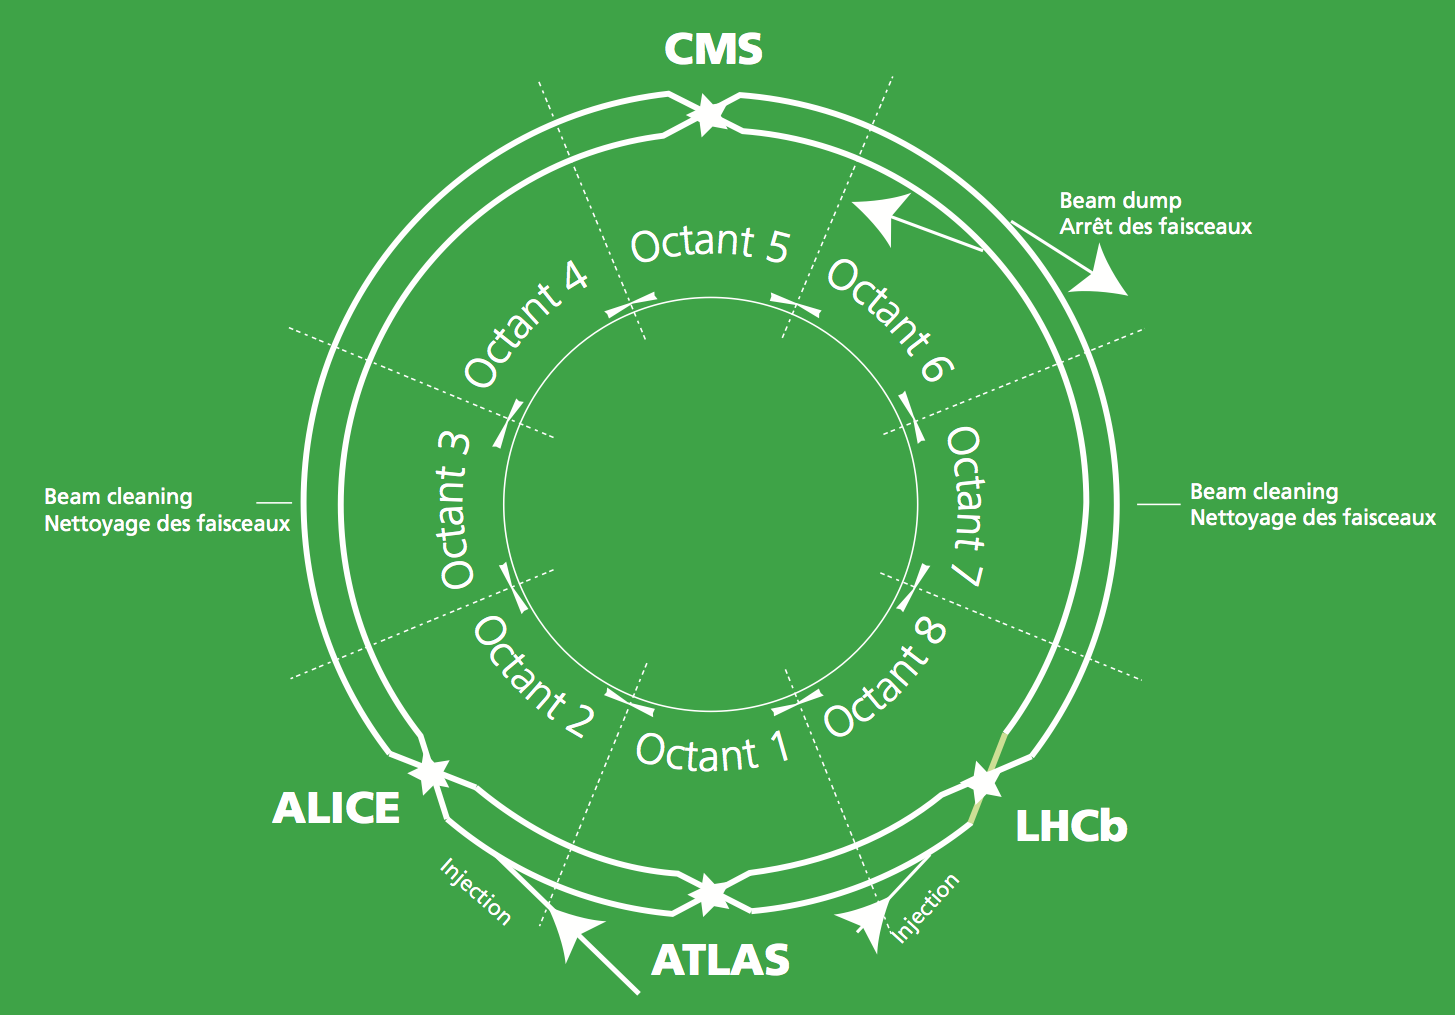 CMS
Beam dump
Arrêt des faisceaux
Octant 5
Octant 4
Octant 6
Octant 3
Octant 7
Beam cleaning
Nettoyage des faisceaux
Beam cleaning
Nettoyage des faisceaux
Octant 2
Octant 8
Octant 1
ALICE
LHCb
Injection
Injection
ATLAS